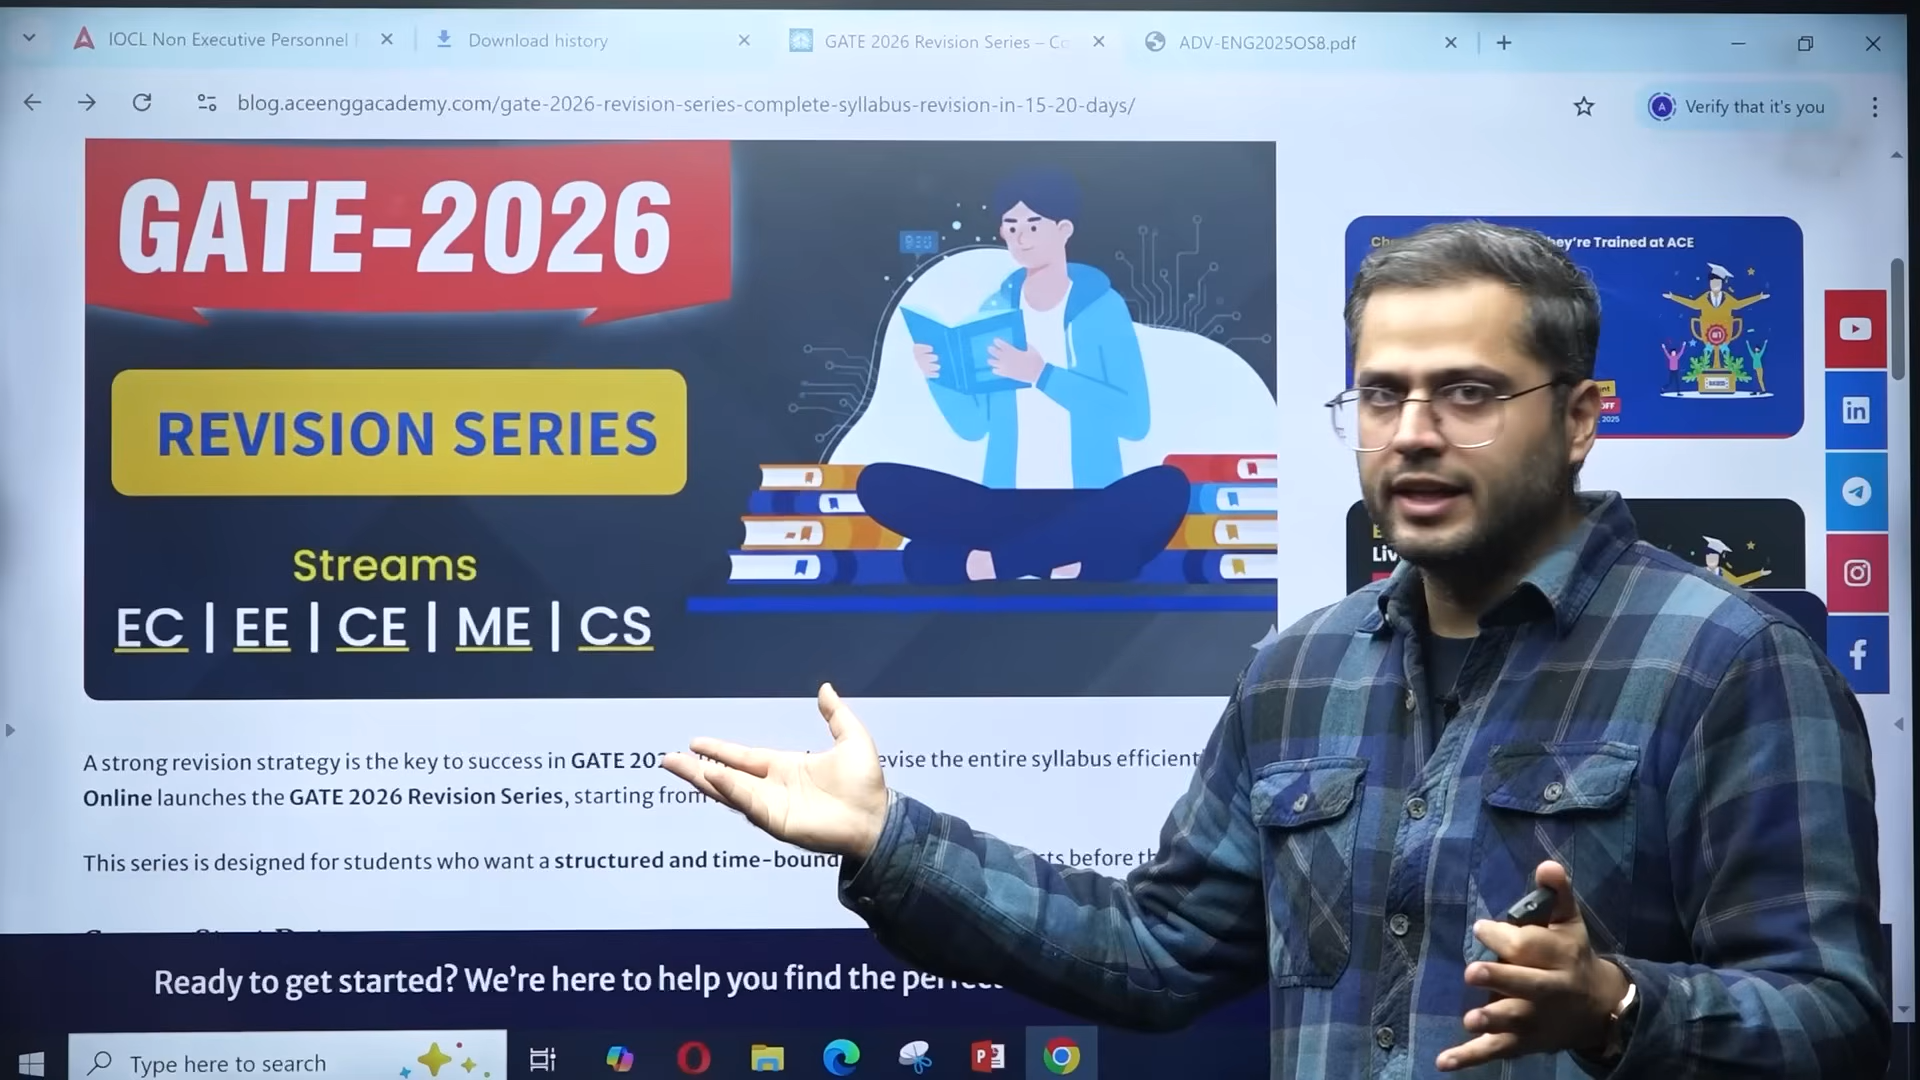 IOCL Non Executive Personnel
Download history
GATE 2026 Revision Series – Co
ADV-ENG2025OS8.pdf
blog.aceenggacademy.com/gate-2026-revision-series-complete-syllabus-revision-in-15-20-days/
Verify that it's you
GATE-2026
REVISION SERIES
Streams
EC | EE | CE | ME | CS
they're Trained at ACE
OFF
2025
Liv
A strong revision strategy is the key to success in GATE 202 evise the entire syllabus efficient
Online launches the GATE 2026 Revision Series, starting from
This series is designed for students who want a structured and time-bound ts before th
Ready to get started? We're here to help you find the perfect
Type here to search